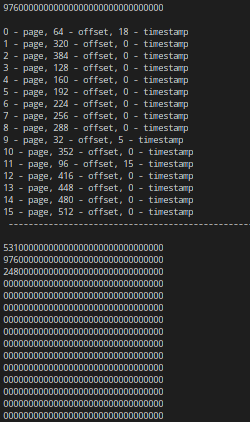 97600000000000000000000000000000
0 - page, 64 - offset, 18 - timestamp
1 - page, 320 - offset, 0 - timestamp
2 - page, 384 - offset, 0 - timestamp
3 - page, 128 - offset, 0 - timestamp
4 - page, 160 - offset, 0 - timestamp
5 - page, 192 - offset, 0 - timestamp
6 - page, 224 - offset, 0 - timestamp
7 - page, 256 - offset, 0 - timestamp
8 - page, 288 - offset, 0 - timestamp
9 - page, 32 - offset, 5 - timestamp
10 - page, 352 - offset, 0 - timestamp
11 - page, 96 - offset, 15 - timestamp
12 - page, 416 - offset, 0 - timestamp
13 - page, 448 - offset, 0 - timestamp
14 - page, 480 - offset, 0 - timestamp
15 - page, 512 - offset, 0 - timestamp
------------------------------------------------
53100000000000000000000000000000
97600000000000000000000000000000
24800000000000000000000000000000
00000000000000000000000000000000
00000000000000000000000000000000
00000000000000000000000000000000
00000000000000000000000000000000
00000000000000000000000000000000
00000000000000000000000000000000
00000000000000000000000000000000
00000000000000000000000000000000
00000000000000000000000000000000
00000000000000000000000000000000
00000000000000000000000000000000
00000000000000000000000000000000